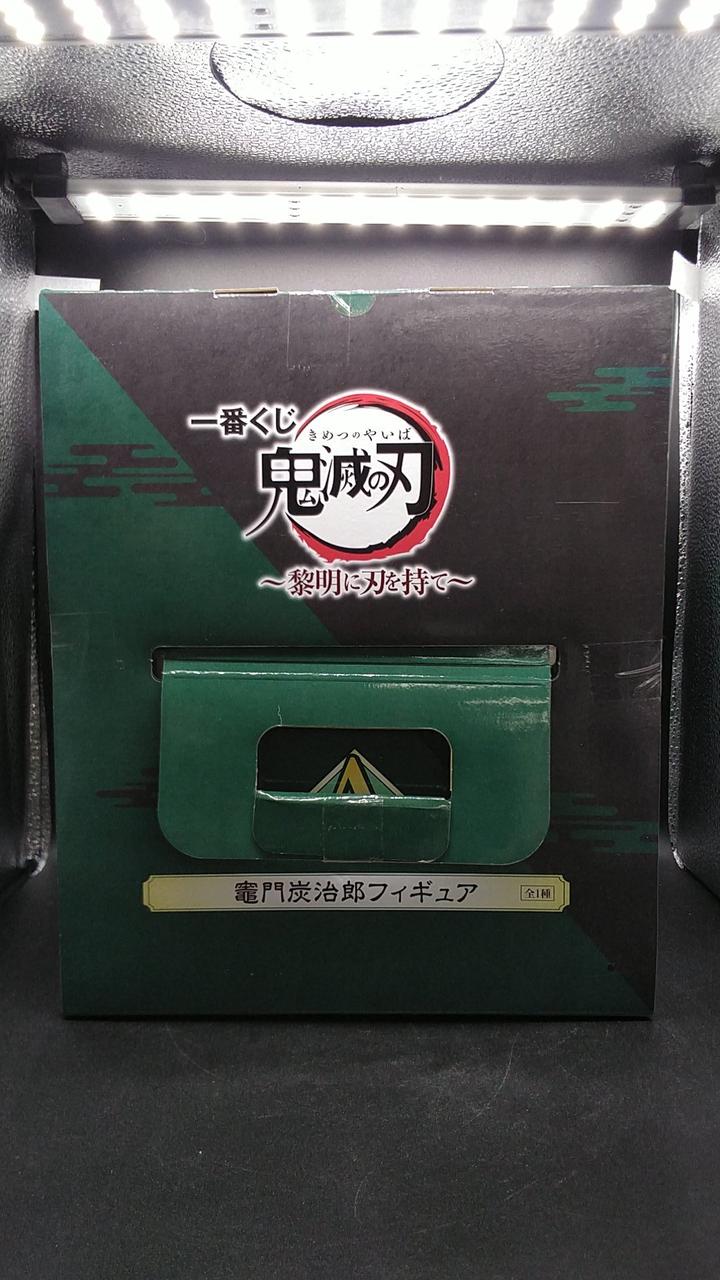 一番くじ
きめつのやいば
鬼滅の刃
～黎明に刃を持て～
A
竈門炭治郎フィギュア
全1種